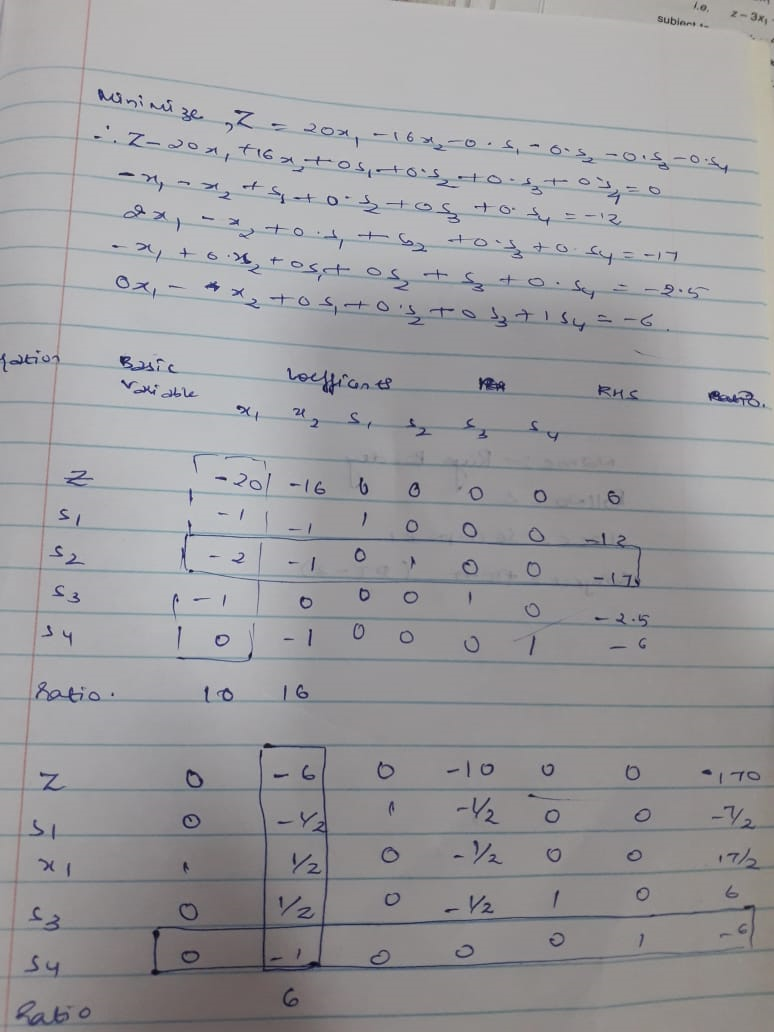 i.e. z – 3x₁
subject to
Minimize, Z = 20x₁ - 16x₂ - 0·s₁ - 0·s₂ - 0·s₃ - 0·s₄
∴ Z - 20x₁ + 16x₂ + 0s₁ + 0·s₂ + 0·s₃ + 0·s₄ = 0
-x₁ - x₂ + s₁ + 0·s₂ + 0s₃ + 0·s₄ = -12
2x₁ - x₂ + 0·s₁ + s₂ + 0·s₃ + 0·s₄ = -17
-x₁ + 0·x₂ + 0s₁ + 0s₂ + s₃ + 0·s₄ = -2.5
0x₁ - x₂ + 0s₁ + 0·s₂ + 0s₃ + 1s₄ = -6.
Basic Coefficients RHS Ratio.
Variable
x₁ x₂ s₁ s₂ s₃ s₄
Z -20 -16 0 0 0 0 0
s₁ -1 -1 1 0 0 0 -12
s₂ -2 -1 0 1 0 0 -17
s₃ -1 0 0 0 1 0 -2.5
s₄ 0 -1 0 0 0 1 -6
Ratio. 10 16
Z 0 -6 0 -10 0 0 170
s₁ 0 -1/2 1 -1/2 0 0 -7/2
x₁ 1 1/2 0 -1/2 0 0 17/2
s₃ 0 1/2 0 -1/2 1 0 6
s₄ 0 -1 0 0 0 1 -6
Ratio 6